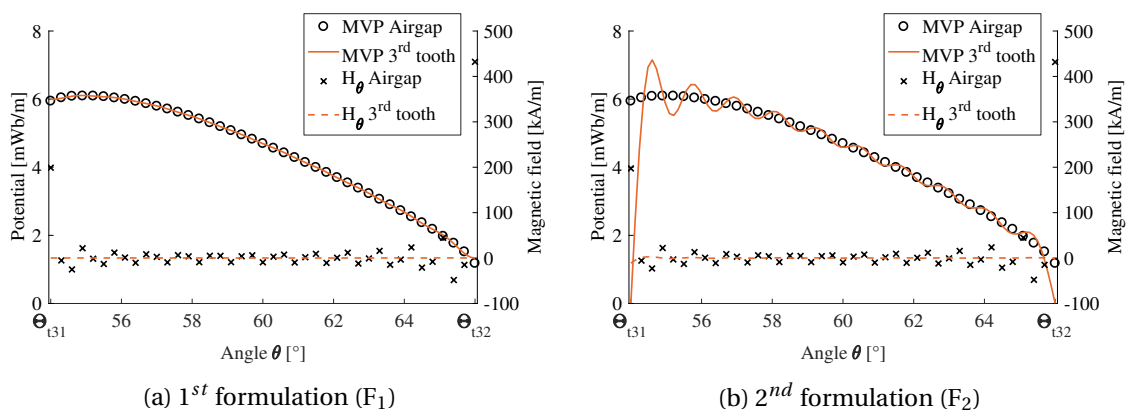 8
6
4
2
0
Potential [mWb/m]
MVP Airgap
MVP 3rd tooth
Hθ Airgap
Hθ 3rd tooth
500
400
300
200
100
0
-100
Magnetic field [kA/m]
Θt31 56 58 60 62 64 Θt32
Angle θ [°]
(a) 1st formulation (F1)
8
6
4
2
0
Potential [mWb/m]
MVP Airgap
MVP 3rd tooth
Hθ Airgap
Hθ 3rd tooth
500
400
300
200
100
0
-100
Magnetic field [kA/m]
Θt31 56 58 60 62 64 Θt32
Angle θ [°]
(b) 2nd formulation (F2)